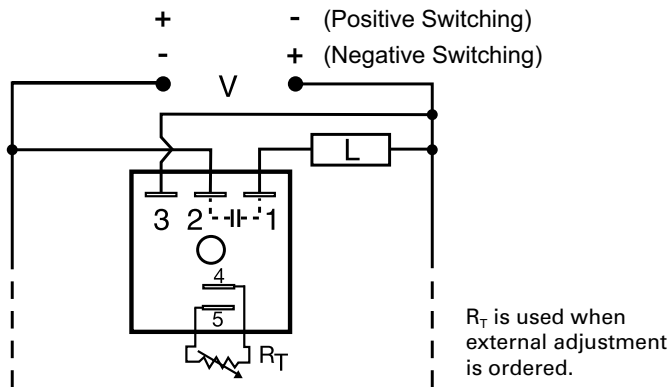 + - (Positive Switching)
- + (Negative Switching)
V
L
3 2 1
4
5
R_T
R_T is used when
external adjustment
is ordered.